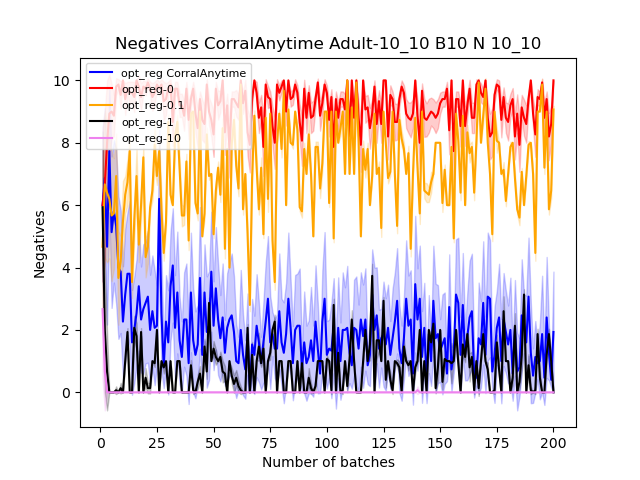 Negatives CorralAnytime Adult-10_10 B10 N 10_10
opt_reg CorralAnytime
opt_reg-0
opt_reg-0.1
opt_reg-1
opt_reg-10
10
8
6
4
2
0
Negatives
0 25 50 75 100 125 150 175 200
Number of batches